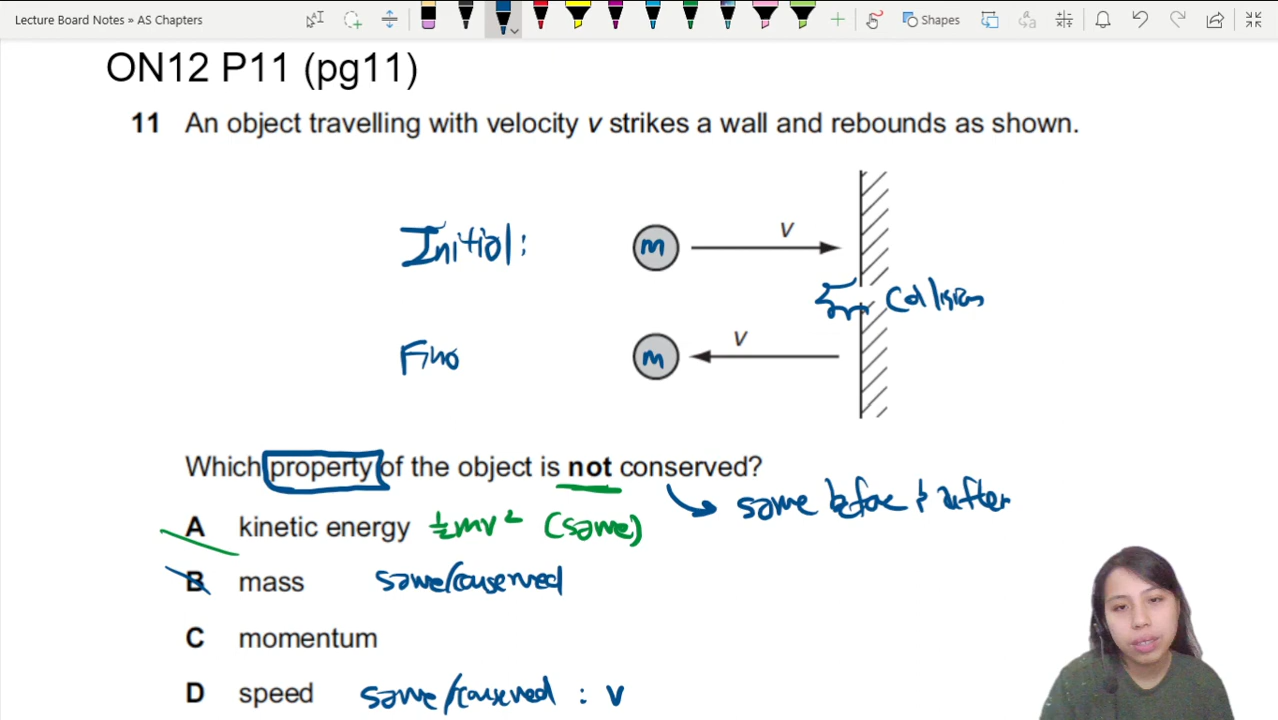 Lecture Board Notes » AS Chapters
Shapes
ON12 P11 (pg11)
11 An object travelling with velocity v strikes a wall and rebounds as shown.
Initial:
m
v
Collision
m
v
Which property of the object is not conserved?
same before & after
A kinetic energy ½mv² (same)
B mass same/conserved
C momentum
D speed same/conserved : v